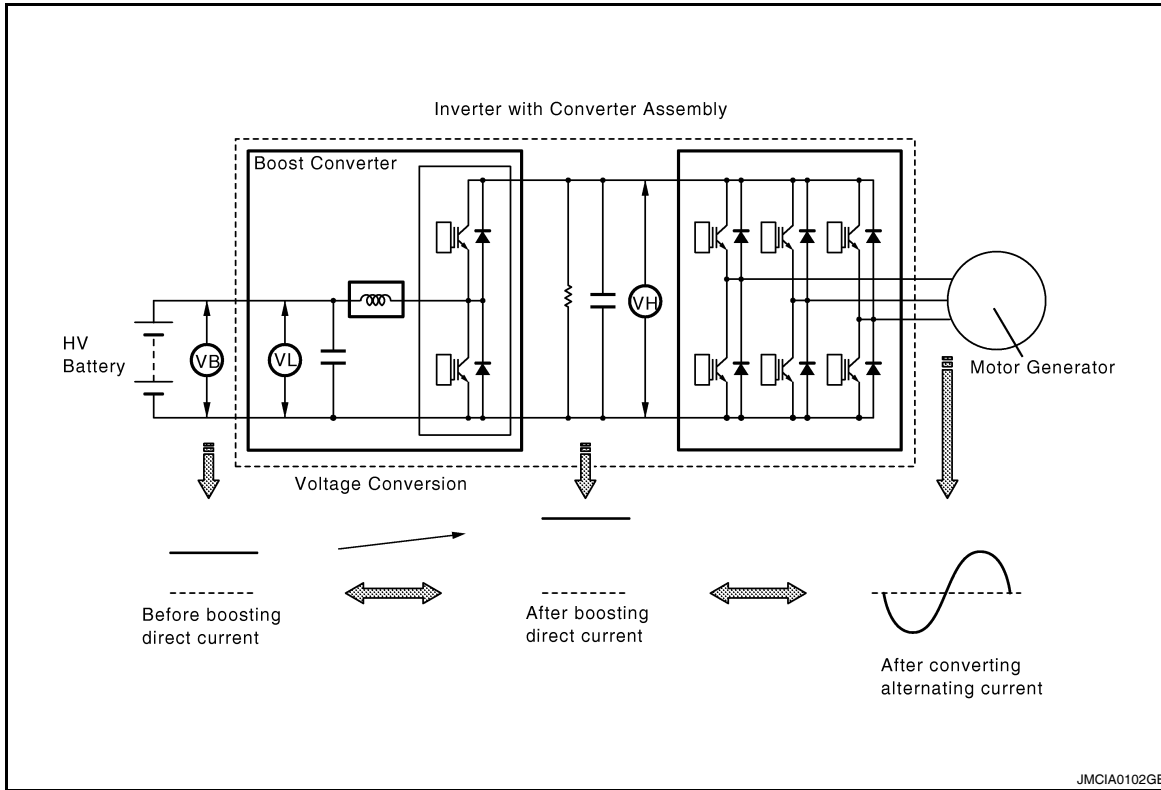 Inverter with Converter Assembly
Boost Converter
HV
Battery
VB
VL
VH
Motor Generator
Voltage Conversion
Before boosting
direct current
After boosting
direct current
After converting
alternating current
JMCIA0102GB